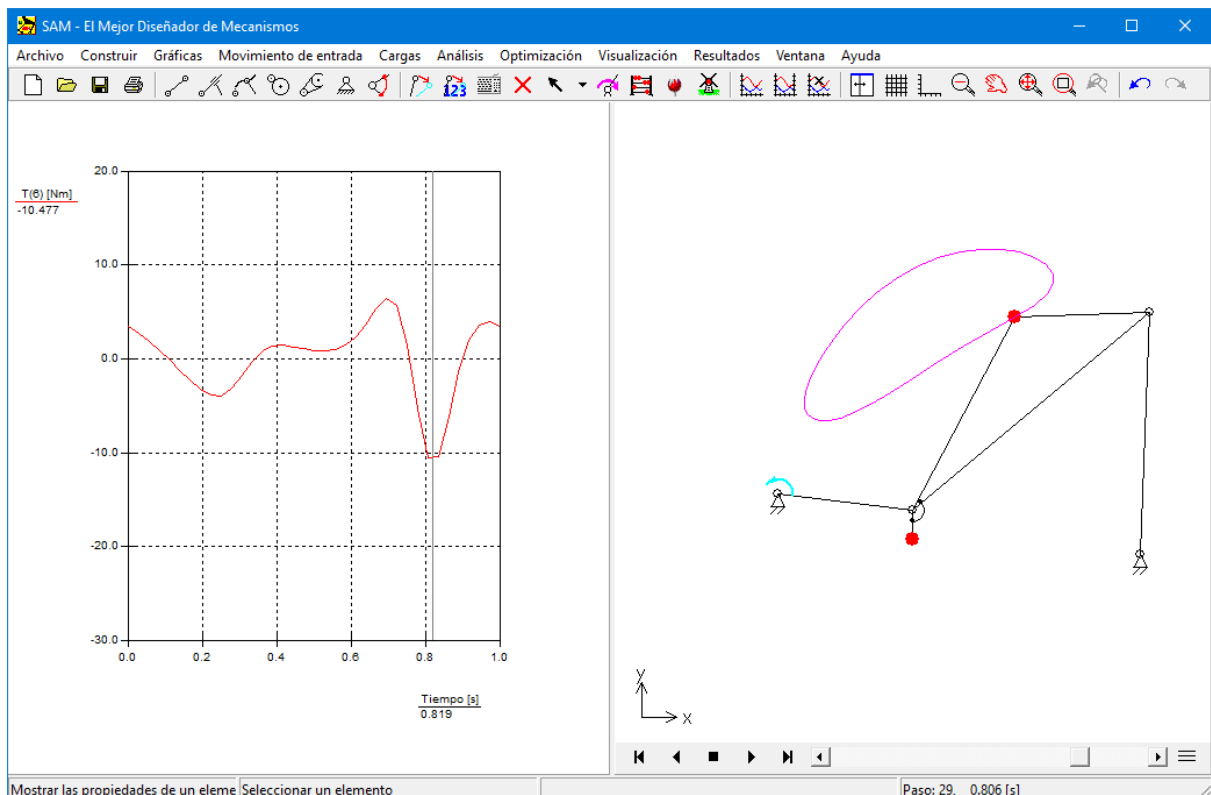 SAM - El Mejor Diseñador de Mecanismos
Archivo Construir Gráficas Movimiento de entrada Cargas Análisis Optimización Visualización Resultados Ventana Ayuda
123
T(6) [Nm]
-10.477
20.0
10.0
0.0
-10.0
-20.0
-30.0
0.0 0.2 0.4 0.6 0.8 1.0
Tiempo [s]
0.819
y
x
Mostrar las propiedades de un eleme Seleccionar un elemento Paso: 29, 0.806 [s]